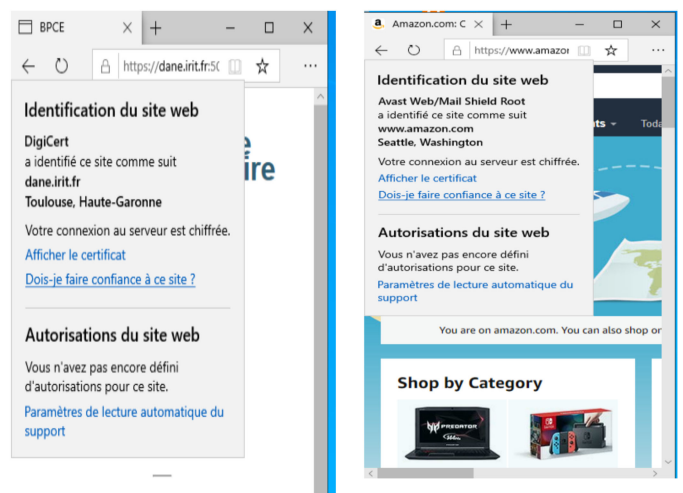 BPCE
https://dane.irit.fr:50
Identification du site web
DigiCert
a identifié ce site comme suit
dane.irit.fr
Toulouse, Haute-Garonne
Votre connexion au serveur est chiffrée.
Afficher le certificat
Dois-je faire confiance à ce site ?
Autorisations du site web
Vous n'avez pas encore défini
d'autorisations pour ce site.
Paramètres de lecture automatique du
support
e
ire
a Amazon.com: C
https://www.amazor
Identification du site web
Avast Web/Mail Shield Root
a identifié ce site comme suit
www.amazon.com
Seattle, Washington
Votre connexion au serveur est chiffrée.
Afficher le certificat
Dois-je faire confiance à ce site ?
Autorisations du site web
Vous n'avez pas encore défini
d'autorisations pour ce site.
Paramètres de lecture automatique du
support
ts Toda
You are on amazon.com. You can also shop on
Shop by Category
PREDATOR